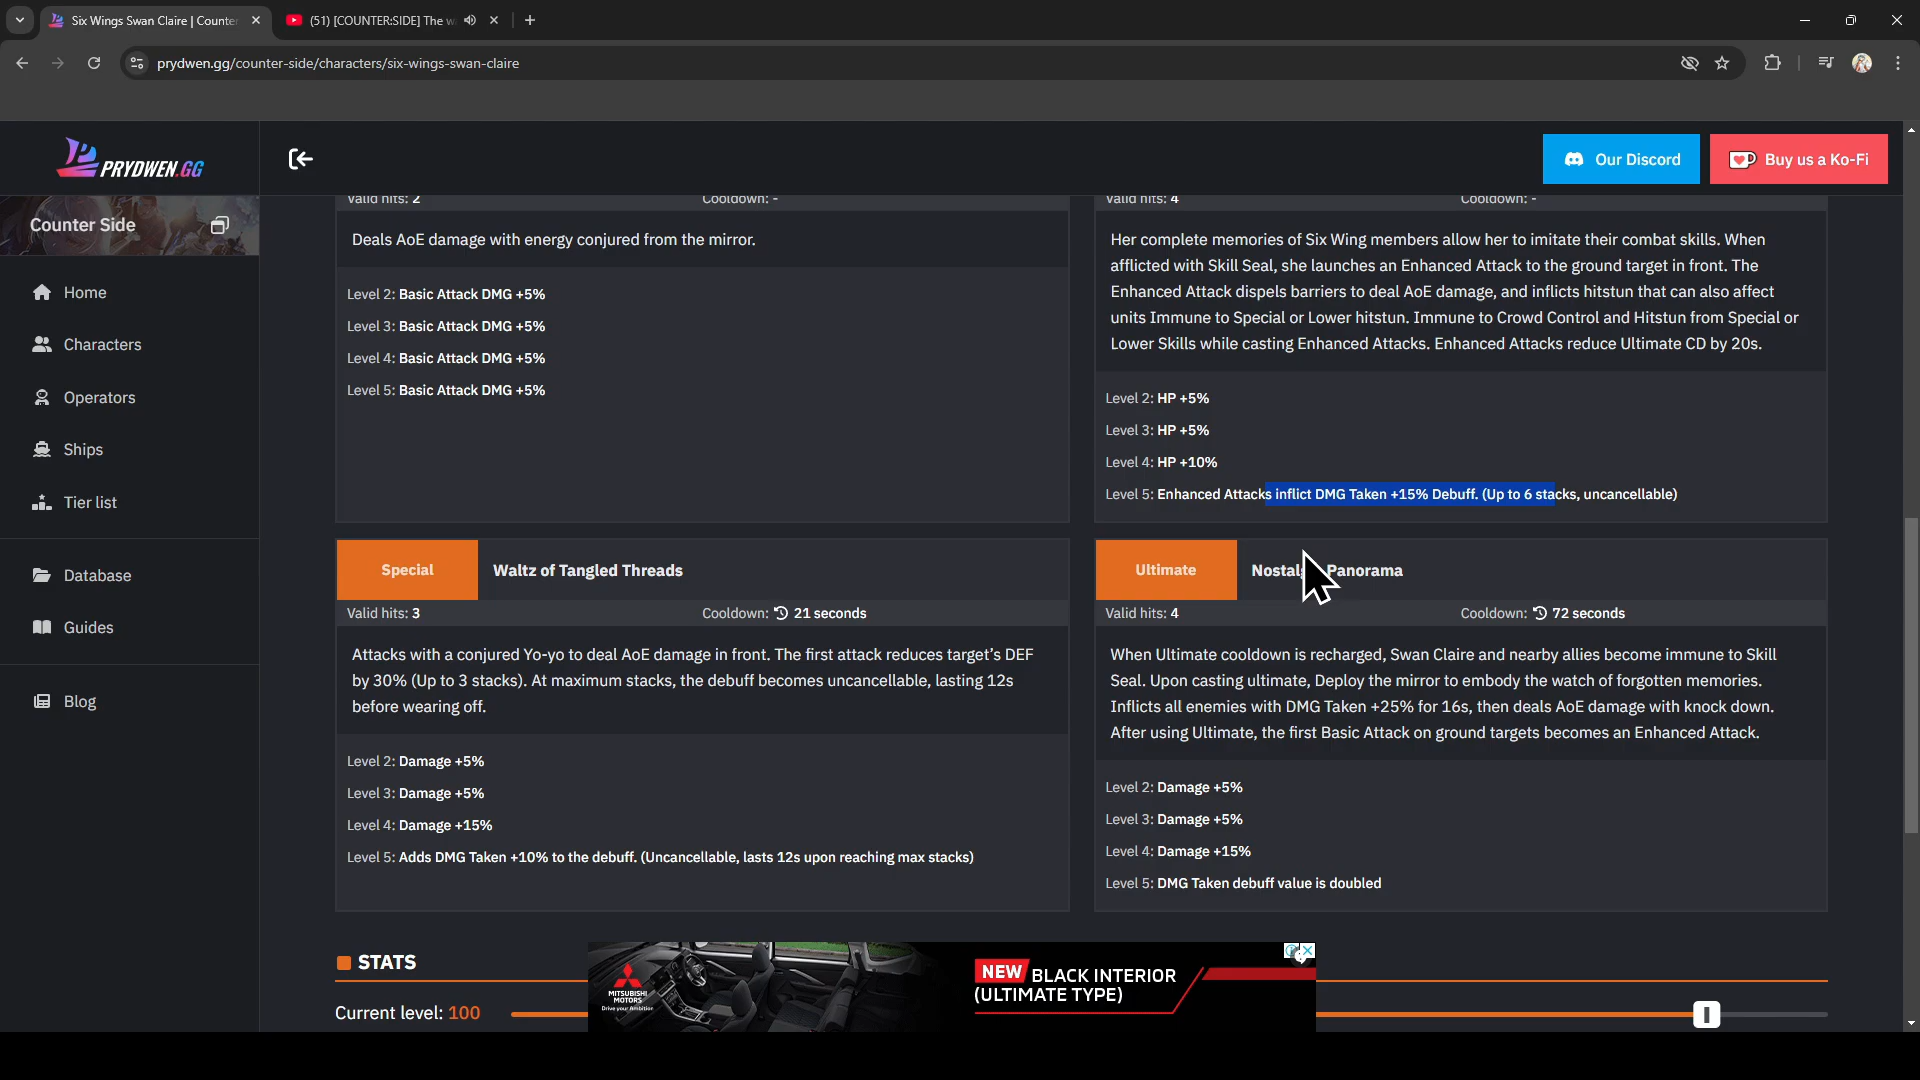 Six Wings Swan Claire | Counte
(51) [COUNTER:SIDE] The w
prydwen.gg/counter-side/characters/six-wings-swan-claire
PRYDWEN.GG
Our Discord
Buy us a Ko-Fi
Counter Side
Home
Characters
Operators
Ships
Tier list
Database
Guides
Blog
Valid hits: 2
Cooldown: -
Deals AoE damage with energy conjured from the mirror.
Level 2: Basic Attack DMG +5%
Level 3: Basic Attack DMG +5%
Level 4: Basic Attack DMG +5%
Level 5: Basic Attack DMG +5%
Valid hits: 4
Cooldown: -
Her complete memories of Six Wing members allow her to imitate their combat skills. When
afflicted with Skill Seal, she launches an Enhanced Attack to the ground target in front. The
Enhanced Attack dispels barriers to deal AoE damage, and inflicts hitstun that can also affect
units Immune to Special or Lower hitstun. Immune to Crowd Control and Hitstun from Special or
Lower Skills while casting Enhanced Attacks. Enhanced Attacks reduce Ultimate CD by 20s.
Level 2: HP +5%
Level 3: HP +5%
Level 4: HP +10%
Level 5: Enhanced Attacks inflict DMG Taken +15% Debuff. (Up to 6 stacks, uncancellable)
Special
Waltz of Tangled Threads
Valid hits: 3
Cooldown: 21 seconds
Attacks with a conjured Yo-yo to deal AoE damage in front. The first attack reduces target's DEF
by 30% (Up to 3 stacks). At maximum stacks, the debuff becomes uncancellable, lasting 12s
before wearing off.
Level 2: Damage +5%
Level 3: Damage +5%
Level 4: Damage +15%
Level 5: Adds DMG Taken +10% to the debuff. (Uncancellable, lasts 12s upon reaching max stacks)
Ultimate
Panorama
Valid hits: 4
Cooldown: 72 seconds
When Ultimate cooldown is recharged, Swan Claire and nearby allies become immune to Skill
Seal. Upon casting ultimate, Deploy the mirror to embody the watch of forgotten memories.
Inflicts all enemies with DMG Taken +25% for 16s, then deals AoE damage with knock down.
After using Ultimate, the first Basic Attack on ground targets becomes an Enhanced Attack.
Level 2: Damage +5%
Level 3: Damage +5%
Level 4: Damage +15%
Level 5: DMG Taken debuff value is doubled
STATS
Current level: 100
MITSUBISHI
MOTORS
Drive your Ambition
NEW BLACK INTERIOR
(ULTIMATE TYPE)